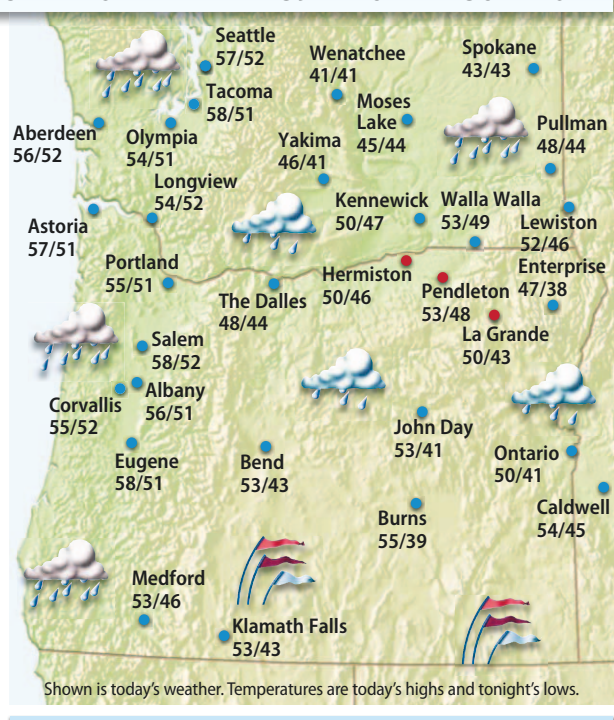 Seattle
57/52
Wenatchee
41/41
Spokane
43/43
Tacoma
58/51
Moses
Lake
45/44
Aberdeen
56/52
Olympia
54/51
Yakima
46/41
Pullman
48/44
Longview
54/52
Kennewick
50/47
Walla Walla
53/49
Lewiston
52/46
Astoria
57/51
Portland
55/51
The Dalles
48/44
Hermiston
50/46
Pendleton
53/48
Enterprise
47/38
La Grande
50/43
Salem
58/52
Corvallis
55/52
Albany
56/51
John Day
53/41
Ontario
50/41
Eugene
58/51
Bend
53/43
Burns
55/39
Caldwell
54/45
Medford
53/46
Klamath Falls
53/43
Shown is today's weather. Temperatures are today's highs and tonight's lows.